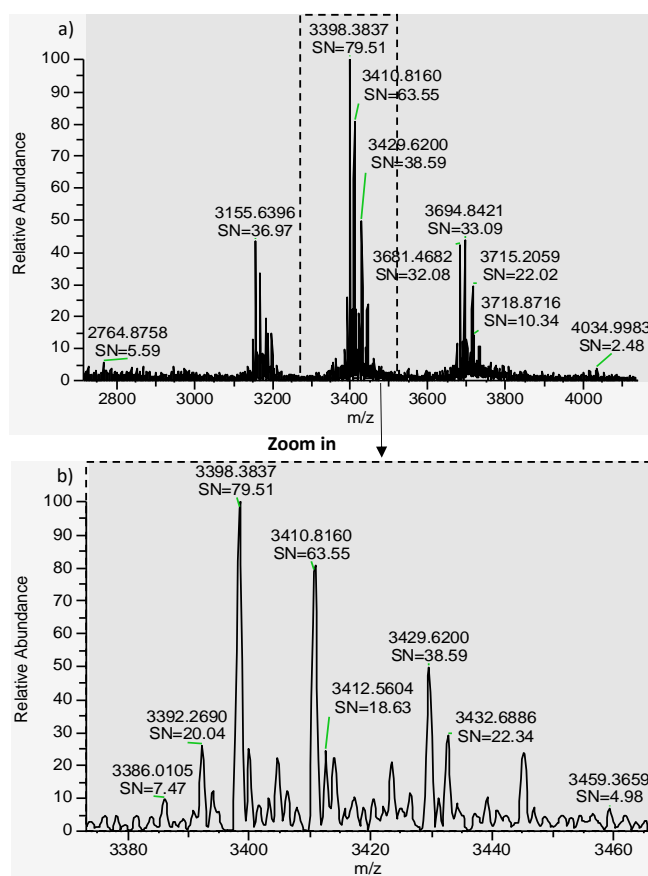 a)
3398.3837
SN=79.51
3410.8160
SN=63.55
3429.6200
SN=38.59
3694.8421
SN=33.09
3155.6396
SN=36.97
3681.4682
SN=32.08
3715.2059
SN=22.02
3718.8716
SN=10.34
2764.8758
SN=5.59
4034.9983
SN=2.48
Relative Abundance
100
90
80
70
60
50
40
30
20
10
0
2800 3000 3200 3400 3600 3800 4000
m/z
Zoom in
b)
3398.3837
SN=79.51
3410.8160
SN=63.55
3429.6200
SN=38.59
3412.5604
SN=18.63
3392.2690
SN=20.04
3432.6886
SN=22.34
3386.0105
SN=7.47
3459.3659
SN=4.98
Relative Abundance
100
90
80
70
60
50
40
30
20
10
0
3380 3400 3420 3440 3460
m/z